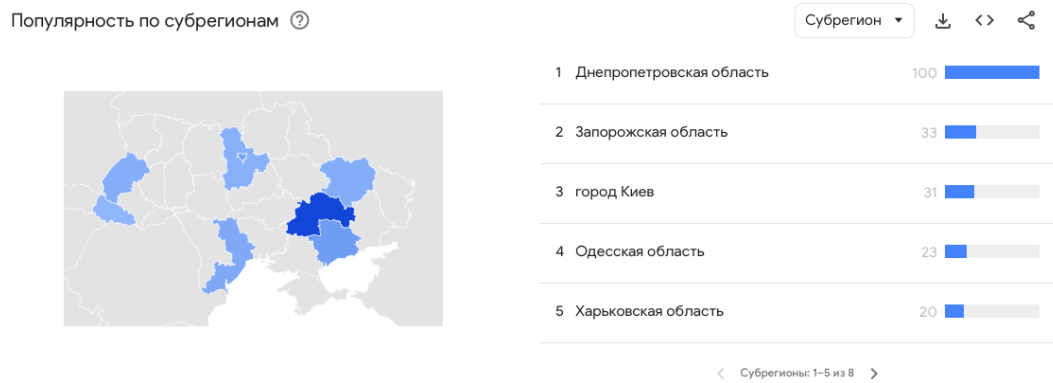 Популярность по субрегионам
Субрегион
1 Днепропетровская область 100
2 Запорожская область 33
3 город Киев 31
4 Одесская область 23
5 Харьковская область 20
Субрегионы: 1–5 из 8